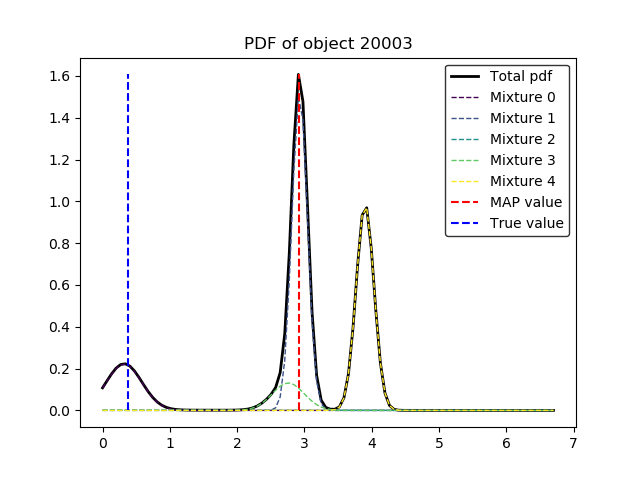 PDF of object 20003
1.6
1.4
1.2
1.0
0.8
0.6
0.4
0.2
0.0
Total pdf
Mixture 0
Mixture 1
Mixture 2
Mixture 3
Mixture 4
MAP value
True value
0 1 2 3 4 5 6 7